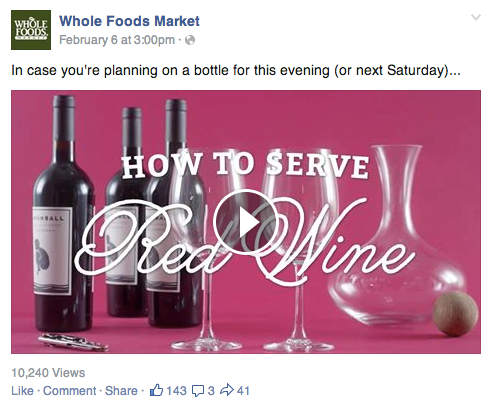 WHOLE
FOODS
MARKET
Whole Foods Market
February 6 at 3:00pm ·
In case you're planning on a bottle for this evening (or next Saturday)...
HOW TO SERVE
Red Wine
10,240 Views
Like · Comment · Share · 143 3 41